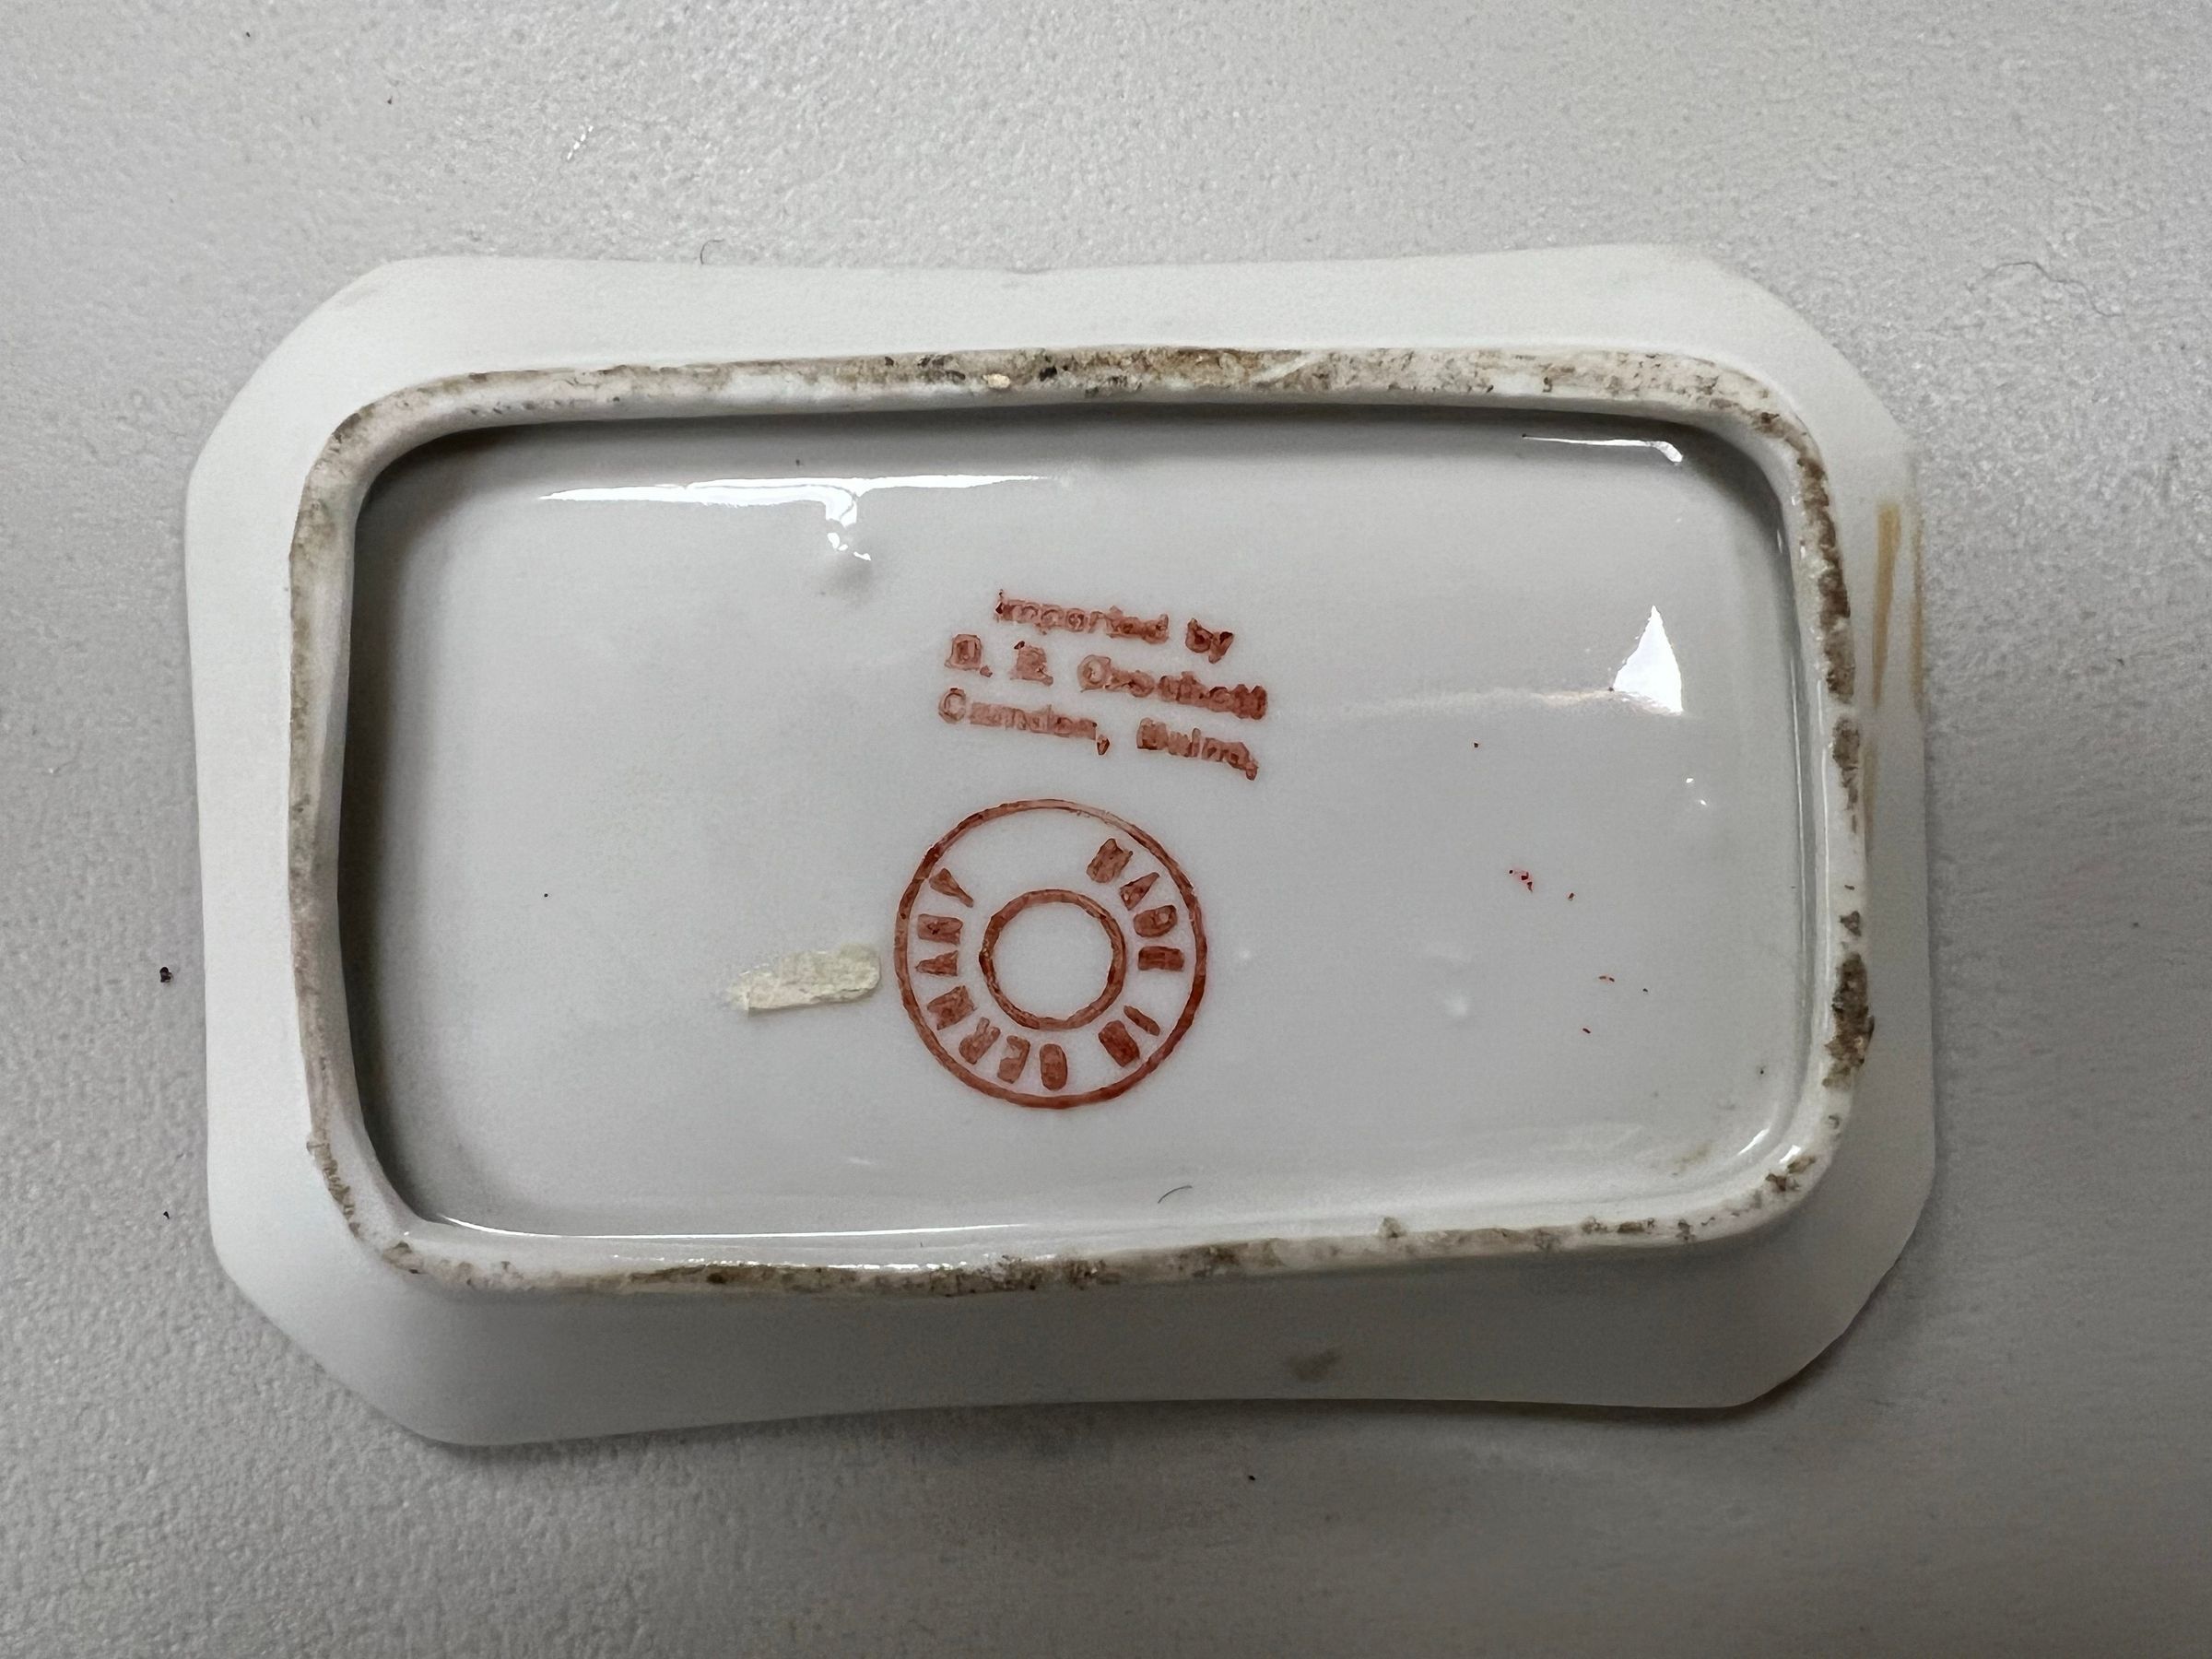 Imported by
Camden, Maine,
MADE IN GERMANY